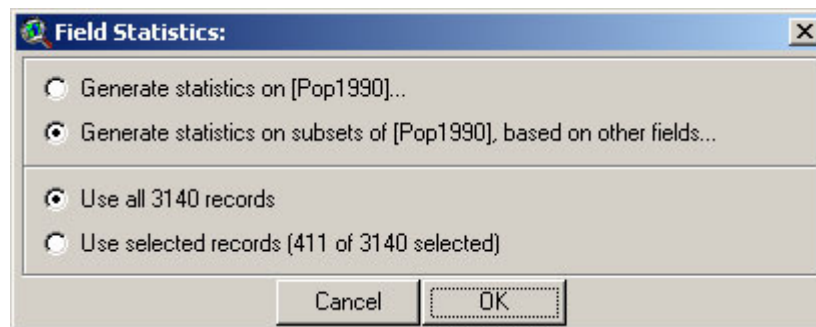 Field Statistics:
Generate statistics on [Pop1990]...
Generate statistics on subsets of [Pop1990], based on other fields...
Use all 3140 records
Use selected records (411 of 3140 selected)
Cancel OK